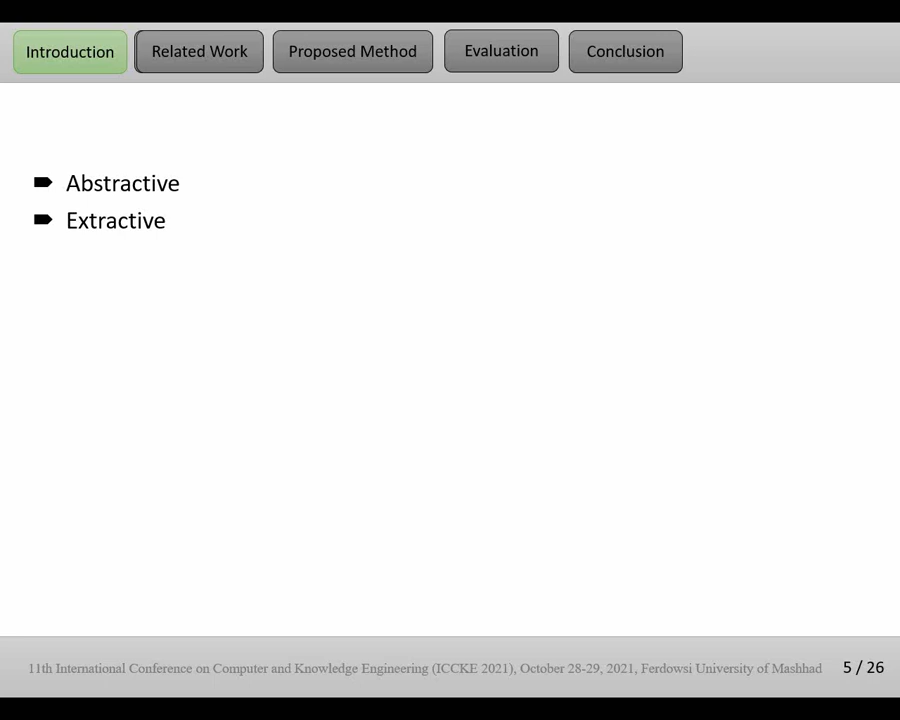 Introduction
Related Work
Proposed Method
Evaluation
Conclusion
Abstractive
Extractive
11th International Conference on Computer and Knowledge Engineering (ICCKE 2021), October 28-29, 2021, Ferdowsi University of Mashhad
5 / 26